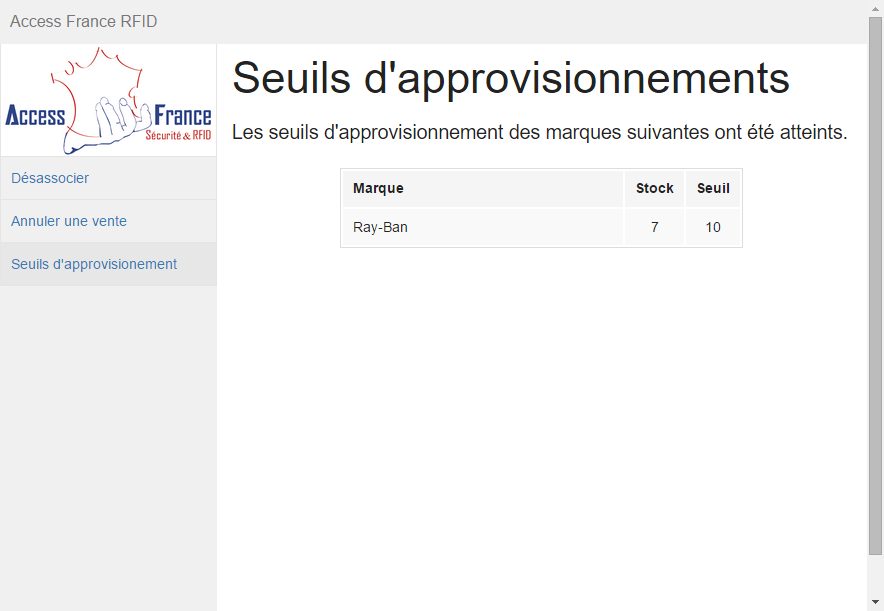 Access France RFID
Access France
Sécurité & RFID
Désassocier
Annuler une vente
Seuils d'approvisionement
Seuils d'approvisionnements
Les seuils d'approvisionnement des marques suivantes ont été atteints.
Marque Stock Seuil
Ray-Ban 7 10